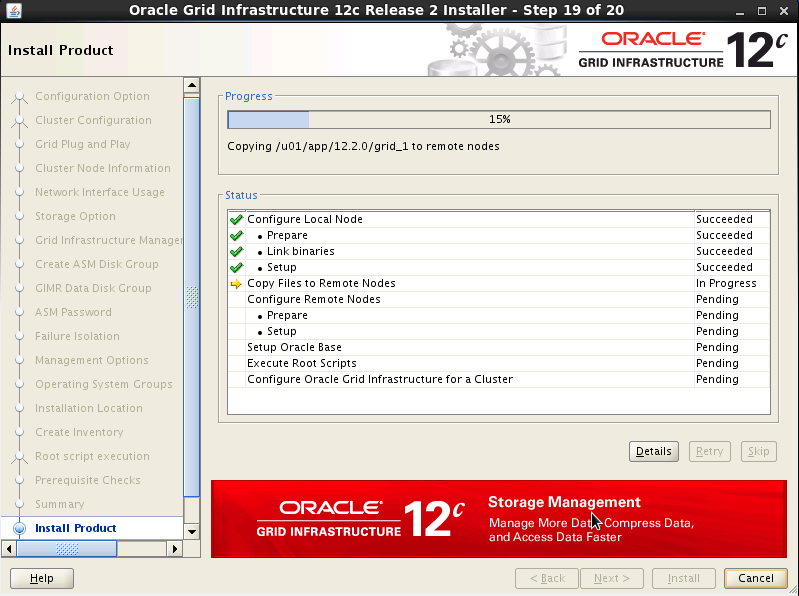 Oracle Grid Infrastructure 12c Release 2 Installer - Step 19 of 20
Install Product
ORACLE
GRID INFRASTRUCTURE 12c
Configuration Option
Cluster Configuration
Grid Plug and Play
Cluster Node Information
Network Interface Usage
Storage Option
Grid Infrastructure Manager
Create ASM Disk Group
GIMR Data Disk Group
ASM Password
Failure Isolation
Management Options
Operating System Groups
Installation Location
Create Inventory
Root script execution
Prerequisite Checks
Summary
Install Product
Progress
15%
Copying /u01/app/12.2.0/grid_1 to remote nodes
Status
Configure Local Node Succeeded
• Prepare Succeeded
• Link binaries Succeeded
• Setup Succeeded
Copy Files to Remote Nodes In Progress
Configure Remote Nodes Pending
• Prepare Pending
• Setup Pending
Setup Oracle Base Pending
Execute Root Scripts Pending
Configure Oracle Grid Infrastructure for a Cluster Pending
Details Retry Skip
ORACLE
GRID INFRASTRUCTURE 12c
Storage Management
Manage More Data, Compress Data,
and Access Data Faster
Help < Back Next > Install Cancel